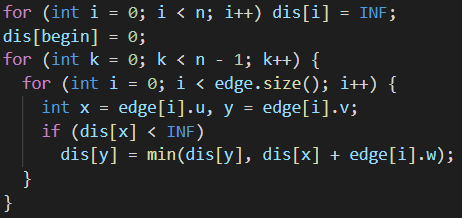 for (int i = 0; i < n; i++) dis[i] = INF;
dis[begin] = 0;
for (int k = 0; k < n - 1; k++) {
  for (int i = 0; i < edge.size(); i++) {
    int x = edge[i].u, y = edge[i].v;
    if (dis[x] < INF)
      dis[y] = min(dis[y], dis[x] + edge[i].w);
  }
}